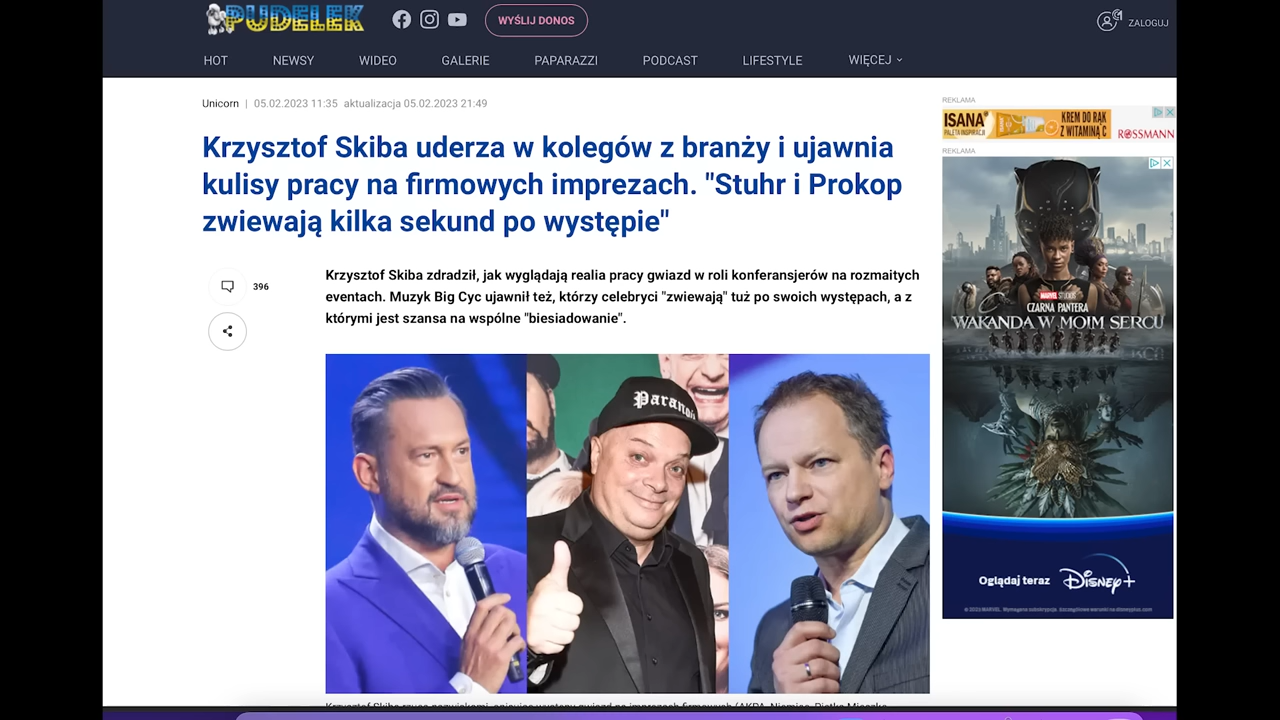 PUDELEK
WYŚLIJ DONOS
ZALOGUJ
HOT NEWSY WIDEO GALERIE PAPARAZZI PODCAST LIFESTYLE WIĘCEJ
Unicorn | 05.02.2023 11:35 aktualizacja 05.02.2023 21:49
Krzysztof Skiba uderza w kolegów z branży i ujawnia
kulisy pracy na firmowych imprezach. "Stuhr i Prokop
zwiewają kilka sekund po występie"
396
Krzysztof Skiba zdradził, jak wyglądają realia pracy gwiazd w roli konferansjerów na rozmaitych
eventach. Muzyk Big Cyc ujawnił też, którzy celebryci "zwiewają" tuż po swoich występach, a z
którymi jest szansa na wspólne "biesiadowanie".
Paranoi
REKLAMA
ISANA
PALETA INSPIRACJI
KREM DO RĄK
Z WITAMINĄ C
ROSSMANN
REKLAMA
MARVEL STUDIOS
CZARNA PANTERA
WAKANDA W MOIM SERCU
Oglądaj teraz Disney+